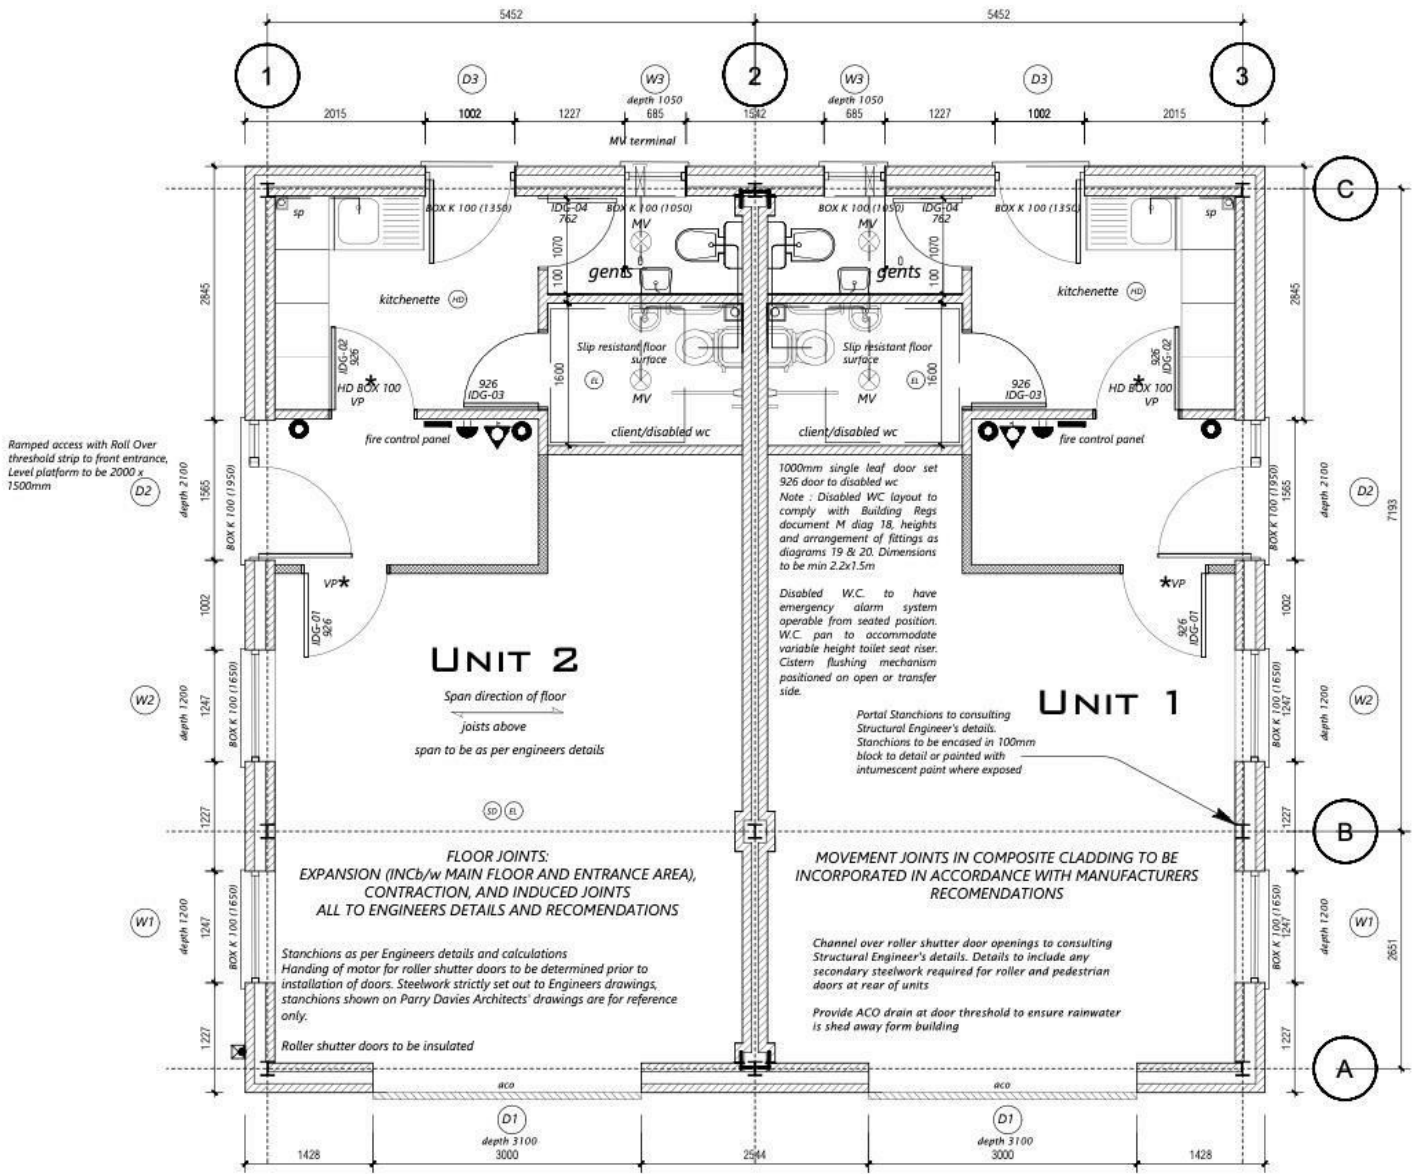 5452
5452
1
2
3
D3
W3
W3
D3
depth 1050
depth 1050
2015
1002
1227
685
1542
685
1227
1002
2015
MV terminal
C
sp
BOX K 100 (1350)
IDG-04
762
BOX K 100 (1050)
BOX K 100 (1050)
IDG-04
762
BOX K 100 (1350)
sp
MV
MV
1070
100
gents
gents
1070
100
2845
kitchenette
HD
kitchenette
HD
2845
Slip resistant floor
surface
Slip resistant floor
surface
IDG-02
926
HD BOX 100
VP
926
IDG-03
1600
EL
MV
MV
EL
1600
926
IDG-03
IDG-02
926
HD BOX 100
VP
fire control panel
client/disabled wc
client/disabled wc
fire control panel
Ramped access with Roll Over
threshold strip to front entrance,
Level platform to be 2000 x
1500mm
D2
depth 2100
1565
BOX K 100 (1950)
1000mm single leaf door set
926 door to disabled wc
Note : Disabled WC layout to
comply with Building Regs
document M diag 18, heights
and arrangement of fittings as
diagrams 19 & 20. Dimensions
to be min 2.2x1.5m
BOX K 100 (1950)
1565
depth 2100
D2
7193
VP
VP
1002
IDG-01
926
Disabled W.C. to have
emergency alarm system
operable from seated position.
W.C. pan to accommodate
variable height toilet seat riser.
Cistern flushing mechanism
positioned on open or transfer
side.
926
IDG-01
1002
UNIT 2
UNIT 1
Span direction of floor
joists above
span to be as per engineers details
W2
depth 1200
1247
BOX K 100 (1650)
Portal Stanchions to consulting
Structural Engineer's details.
Stanchions to be encased in 100mm
block to detail or painted with
intumescent paint where exposed
BOX K 100 (1650)
1247
depth 1200
W2
SD
EL
1227
1227
B
FLOOR JOINTS:
EXPANSION (INCb/w MAIN FLOOR AND ENTRANCE AREA),
CONTRACTION, AND INDUCED JOINTS
ALL TO ENGINEERS DETAILS AND RECOMENDATIONS
MOVEMENT JOINTS IN COMPOSITE CLADDING TO BE
INCORPORATED IN ACCORDANCE WITH MANUFACTURERS
RECOMENDATIONS
W1
depth 1200
1247
BOX K 100 (1650)
BOX K 100 (1650)
1247
depth 1200
W1
2651
Stanchions as per Engineers details and calculations
Handing of motor for roller shutter doors to be determined prior to
installation of doors. Steelwork strictly set out to Engineers drawings,
stanchions shown on Parry Davies Architects' drawings are for reference
only.
Roller shutter doors to be insulated
Channel over roller shutter door openings to consulting
Structural Engineer's details. Details to include any
secondary steelwork required for roller and pedestrian
doors at rear of units
Provide ACO drain at door threshold to ensure rainwater
is shed away form building
1227
1227
A
aco
aco
D1
depth 3100
D1
depth 3100
1428
3000
2544
3000
1428